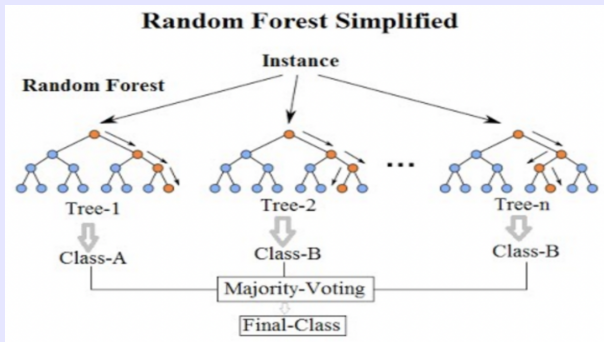 Random Forest Simplified
Instance
Random Forest
...
Tree-1
Tree-2
Tree-n
Class-A
Class-B
Class-B
Majority-Voting
Final-Class